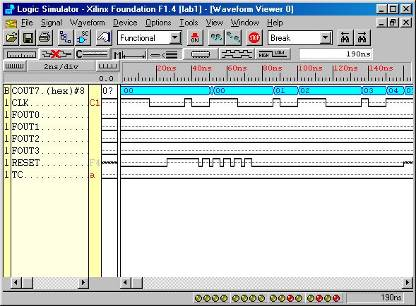 Logic Simulator - Xilinx Foundation F1.4 [lab1] - [Waveform Viewer 0]
File Signal Waveform Device Options Tools View Window Help
Functional Break
190ns
2ns/div 20ns 40ns 60ns 80ns 100ns 120ns 140ns
0.0
B COUT7..(hex)#8 0? 00 00 01 02 03 04
1 CLK C1
1 FOUT0
1 FOUT1
1 FOUT2
1 FOUT3
1 RESET
1 TC a
190ns